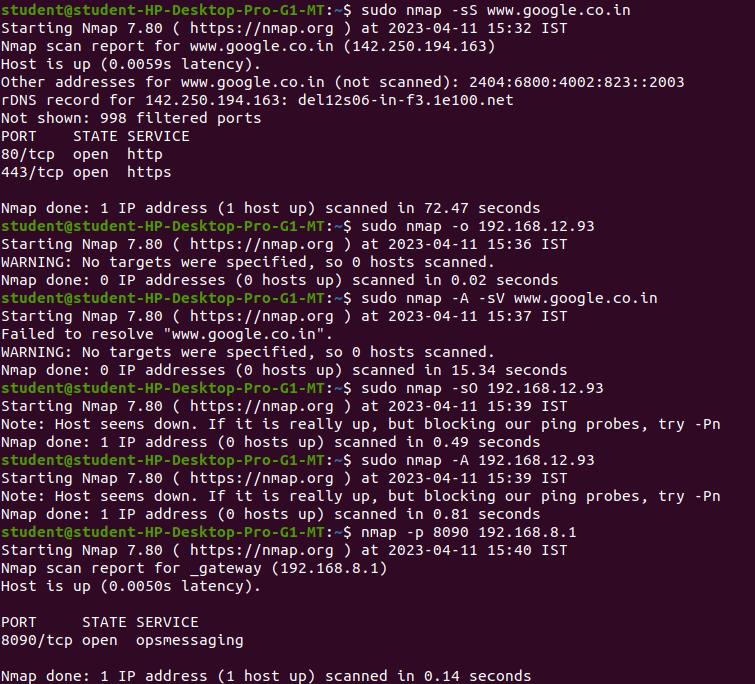 student@student-HP-Desktop-Pro-G1-MT:~$ sudo nmap -sS www.google.co.in
Starting Nmap 7.80 ( https://nmap.org ) at 2023-04-11 15:32 IST
Nmap scan report for www.google.co.in (142.250.194.163)
Host is up (0.0059s latency).
Other addresses for www.google.co.in (not scanned): 2404:6800:4002:823::2003
rDNS record for 142.250.194.163: del12s06-in-f3.1e100.net
Not shown: 998 filtered ports
PORT    STATE SERVICE
80/tcp  open  http
443/tcp open  https

Nmap done: 1 IP address (1 host up) scanned in 72.47 seconds
student@student-HP-Desktop-Pro-G1-MT:~$ sudo nmap -o 192.168.12.93
Starting Nmap 7.80 ( https://nmap.org ) at 2023-04-11 15:36 IST
WARNING: No targets were specified, so 0 hosts scanned.
Nmap done: 0 IP addresses (0 hosts up) scanned in 0.02 seconds
student@student-HP-Desktop-Pro-G1-MT:~$ sudo nmap -A -sV www.google.co.in
Starting Nmap 7.80 ( https://nmap.org ) at 2023-04-11 15:37 IST
Failed to resolve "www.google.co.in".
WARNING: No targets were specified, so 0 hosts scanned.
Nmap done: 0 IP addresses (0 hosts up) scanned in 15.34 seconds
student@student-HP-Desktop-Pro-G1-MT:~$ sudo nmap -sO 192.168.12.93
Starting Nmap 7.80 ( https://nmap.org ) at 2023-04-11 15:39 IST
Note: Host seems down. If it is really up, but blocking our ping probes, try -Pn
Nmap done: 1 IP address (0 hosts up) scanned in 0.49 seconds
student@student-HP-Desktop-Pro-G1-MT:~$ sudo nmap -A 192.168.12.93
Starting Nmap 7.80 ( https://nmap.org ) at 2023-04-11 15:39 IST
Note: Host seems down. If it is really up, but blocking our ping probes, try -Pn
Nmap done: 1 IP address (0 hosts up) scanned in 0.81 seconds
student@student-HP-Desktop-Pro-G1-MT:~$ nmap -p 8090 192.168.8.1
Starting Nmap 7.80 ( https://nmap.org ) at 2023-04-11 15:40 IST
Nmap scan report for _gateway (192.168.8.1)
Host is up (0.0050s latency).

PORT     STATE SERVICE
8090/tcp open  opsmessaging

Nmap done: 1 IP address (1 host up) scanned in 0.14 seconds